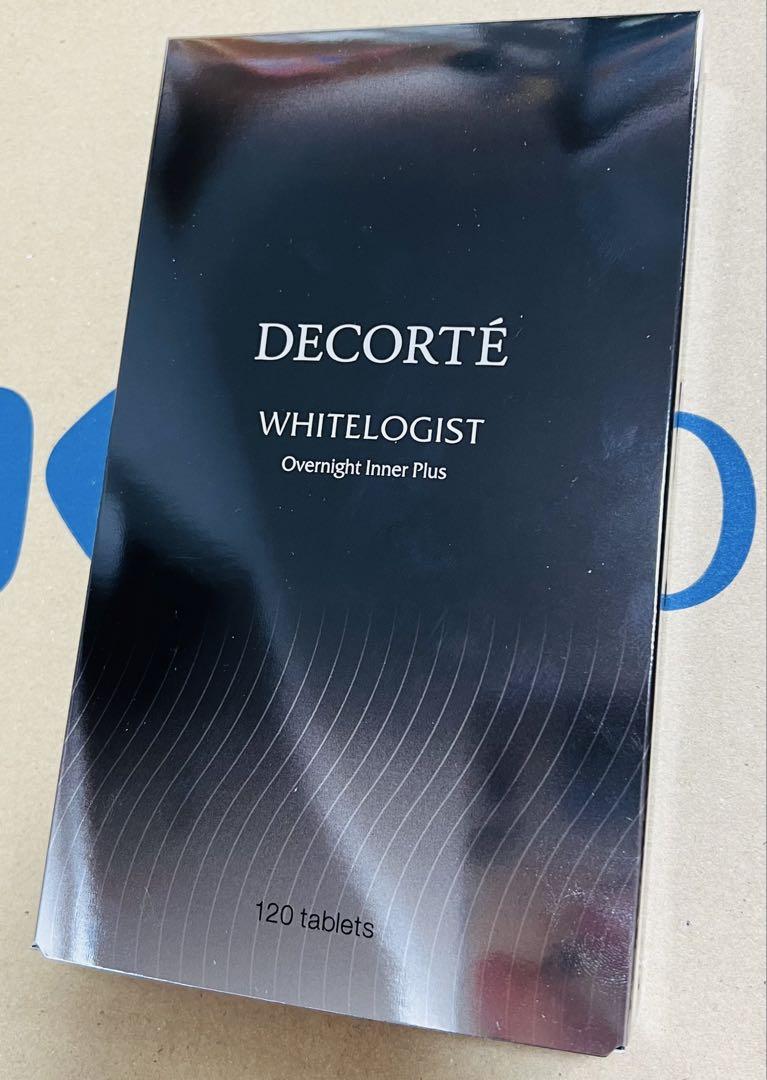 DECORTÉ
WHITELOGIST
Overnight Inner Plus
120 tablets